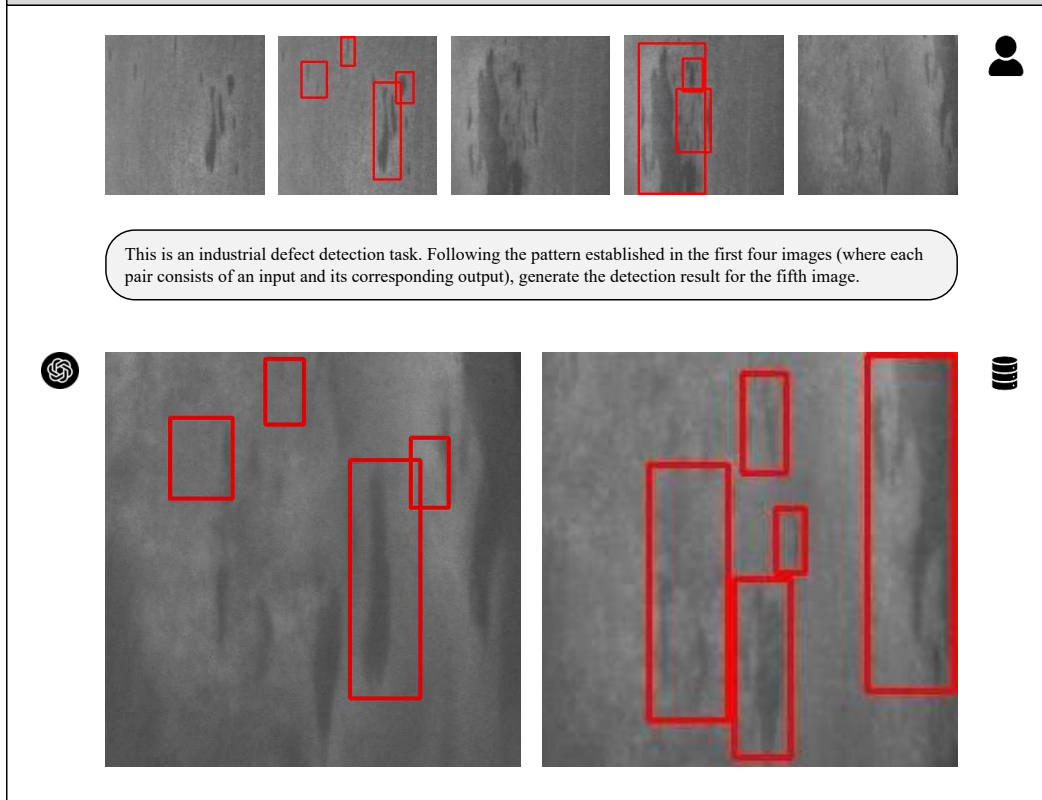 This is an industrial defect detection task. Following the pattern established in the first four images (where each
pair consists of an input and its corresponding output), generate the detection result for the fifth image.